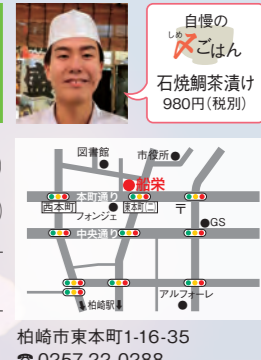 自慢の
しめ
〆ごはん
石焼鯛茶漬け
980円(税別)
図書館
市役所
船栄
本町通り
西本町
東本町(二)
〒
フォンジェ
GS
中央通り
アルフォーレ
柏崎駅
柏崎市東本町1-16-35
☎0257-22-0288